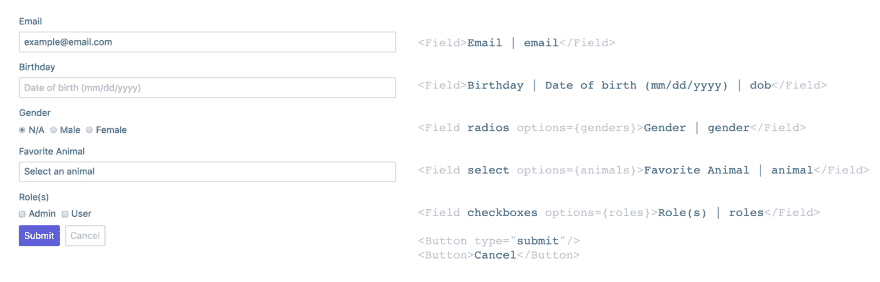 Email
example@email.com
<Field>Email | email</Field>
Birthday
Date of birth (mm/dd/yyyy)
<Field>Birthday | Date of birth (mm/dd/yyyy) | dob</Field>
Gender
N/A Male Female
<Field radios options={genders}>Gender | gender</Field>
Favorite Animal
Select an animal
<Field select options={animals}>Favorite Animal | animal</Field>
Role(s)
Admin User
<Field checkboxes options={roles}>Role(s) | roles</Field>
Submit Cancel
<Button type="submit"/>
<Button>Cancel</Button>